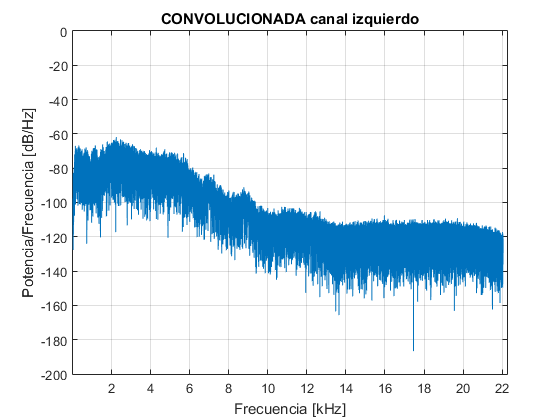 CONVOLUCIONADA canal izquierdo
Potencia/Frecuencia [dB/Hz]
0
-20
-40
-60
-80
-100
-120
-140
-160
-180
-200
2 4 6 8 10 12 14 16 18 20 22
Frecuencia [kHz]